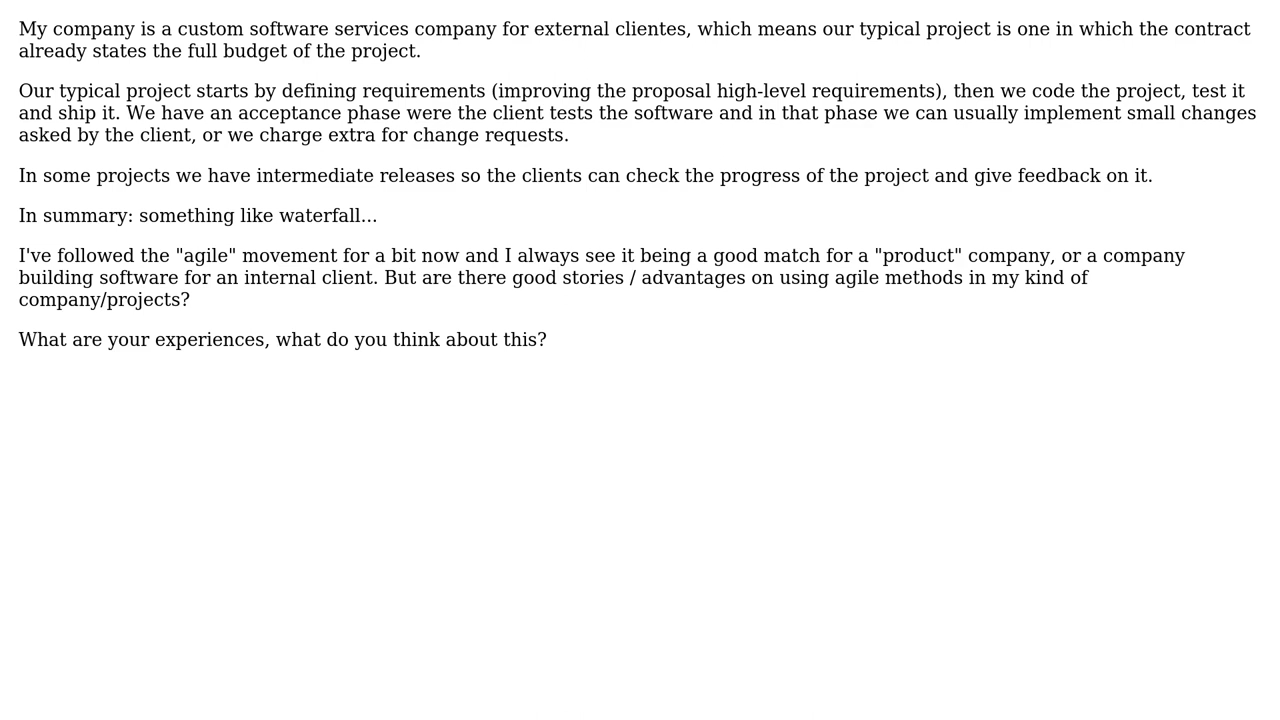 My company is a custom software services company for external clientes, which means our typical project is one in which the contract
already states the full budget of the project.
Our typical project starts by defining requirements (improving the proposal high-level requirements), then we code the project, test it
and ship it. We have an acceptance phase were the client tests the software and in that phase we can usually implement small changes
asked by the client, or we charge extra for change requests.
In some projects we have intermediate releases so the clients can check the progress of the project and give feedback on it.
In summary: something like waterfall...
I've followed the "agile" movement for a bit now and I always see it being a good match for a "product" company, or a company
building software for an internal client. But are there good stories / advantages on using agile methods in my kind of
company/projects?
What are your experiences, what do you think about this?